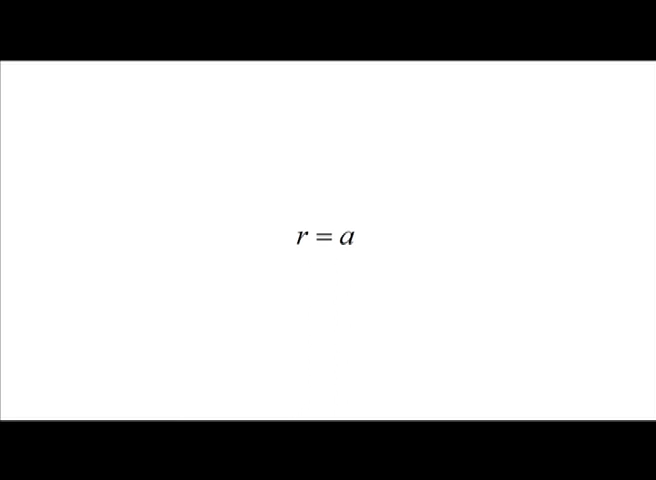 r = a